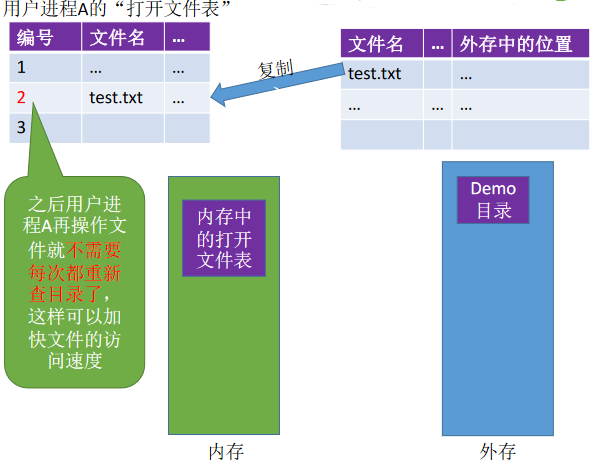 用户进程A的“打开文件表”
编号 文件名 …
1 … …
2 test.txt …
3
复制
文件名 … 外存中的位置
test.txt …
… … …
之后用户进
程A再操作文
件就不需要
每次都重新
查目录了，
这样可以加
快文件的访
问速度
内存中
的打开
文件表
内存
Demo
目录
外存